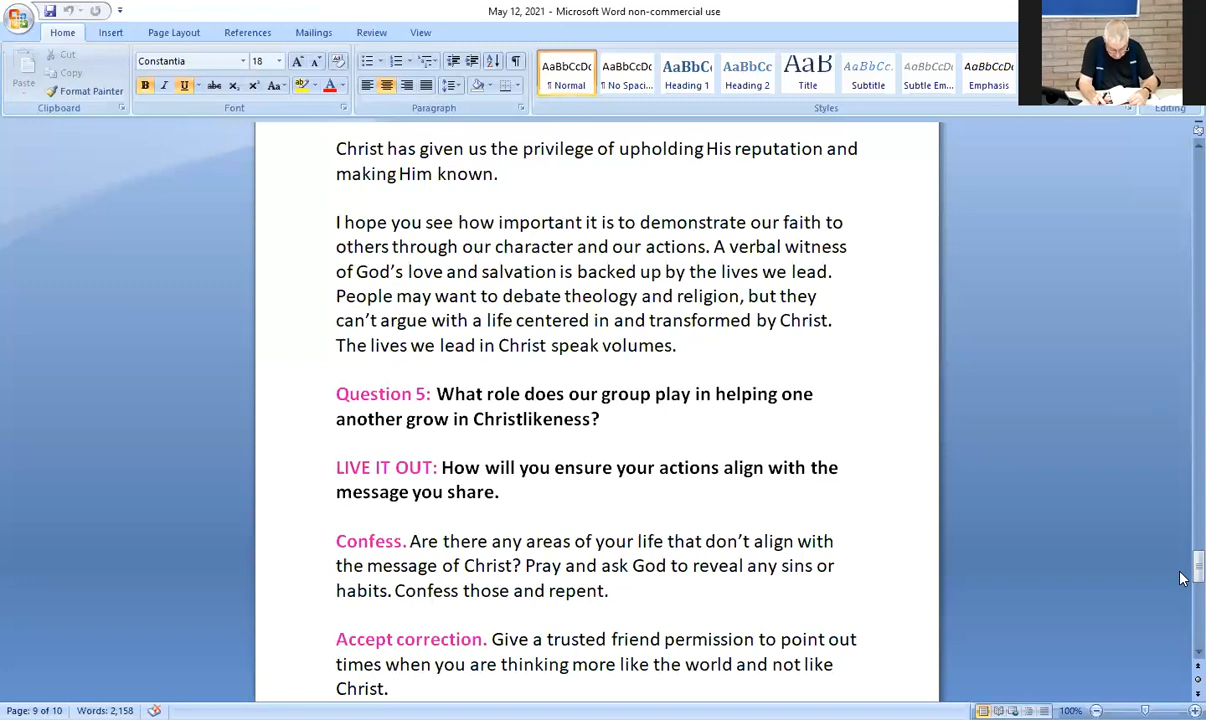 May 12, 2021 - Microsoft Word non-commercial use
Home Insert Page Layout References Mailings Review View
Cut
Copy
Paste
Format Painter
Clipboard
Constantia 18
B I U abc x₂ x² Aa ab A
Font
Paragraph
AaBbCcDc AaBbCcDc AaBbCc AaBbCc AaB AaBbCc AaBbCcDc AaBbCcDc
¶ Normal ¶ No Spaci... Heading 1 Heading 2 Title Subtitle Subtle Em... Emphasis
Styles
Editing
Christ has given us the privilege of upholding His reputation and
making Him known.
I hope you see how important it is to demonstrate our faith to
others through our character and our actions. A verbal witness
of God’s love and salvation is backed up by the lives we lead.
People may want to debate theology and religion, but they
can’t argue with a life centered in and transformed by Christ.
The lives we lead in Christ speak volumes.
Question 5: What role does our group play in helping one
another grow in Christlikeness?
LIVE IT OUT: How will you ensure your actions align with the
message you share.
Confess. Are there any areas of your life that don’t align with
the message of Christ? Pray and ask God to reveal any sins or
habits. Confess those and repent.
Accept correction. Give a trusted friend permission to point out
times when you are thinking more like the world and not like
Christ.
Page: 9 of 10 Words: 2,158 100%